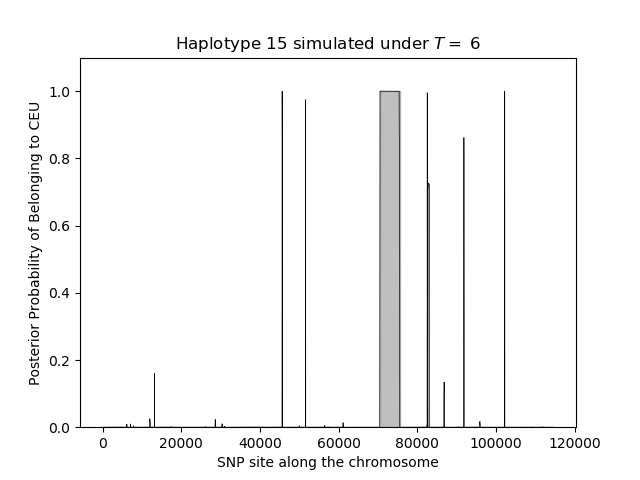 Haplotype 15 simulated under T = 6
Posterior Probability of Belonging to CEU
1.0
0.8
0.6
0.4
0.2
0.0
0 20000 40000 60000 80000 100000 120000
SNP site along the chromosome